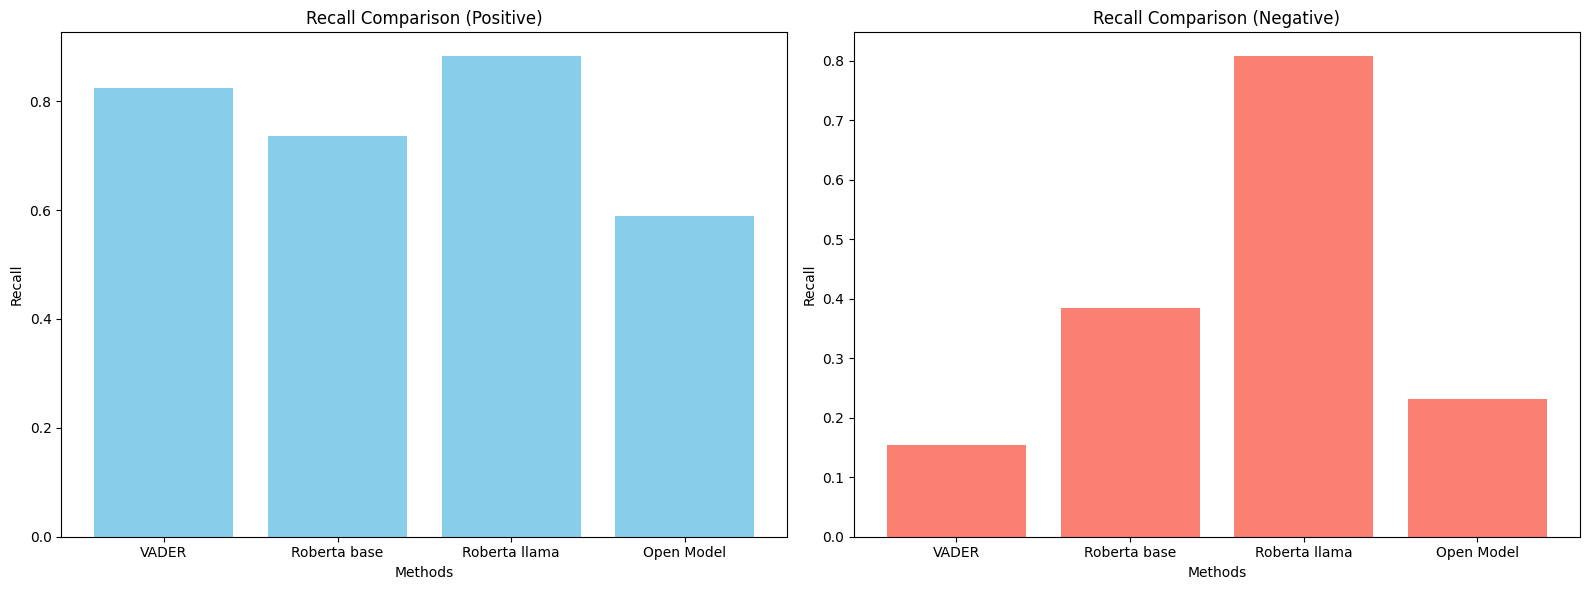 Recall Comparison (Positive)
Recall
0.8
0.6
0.4
0.2
0.0
VADER
Roberta base
Roberta llama
Open Model
Methods
Recall Comparison (Negative)
Recall
0.8
0.7
0.6
0.5
0.4
0.3
0.2
0.1
0.0
VADER
Roberta base
Roberta llama
Open Model
Methods